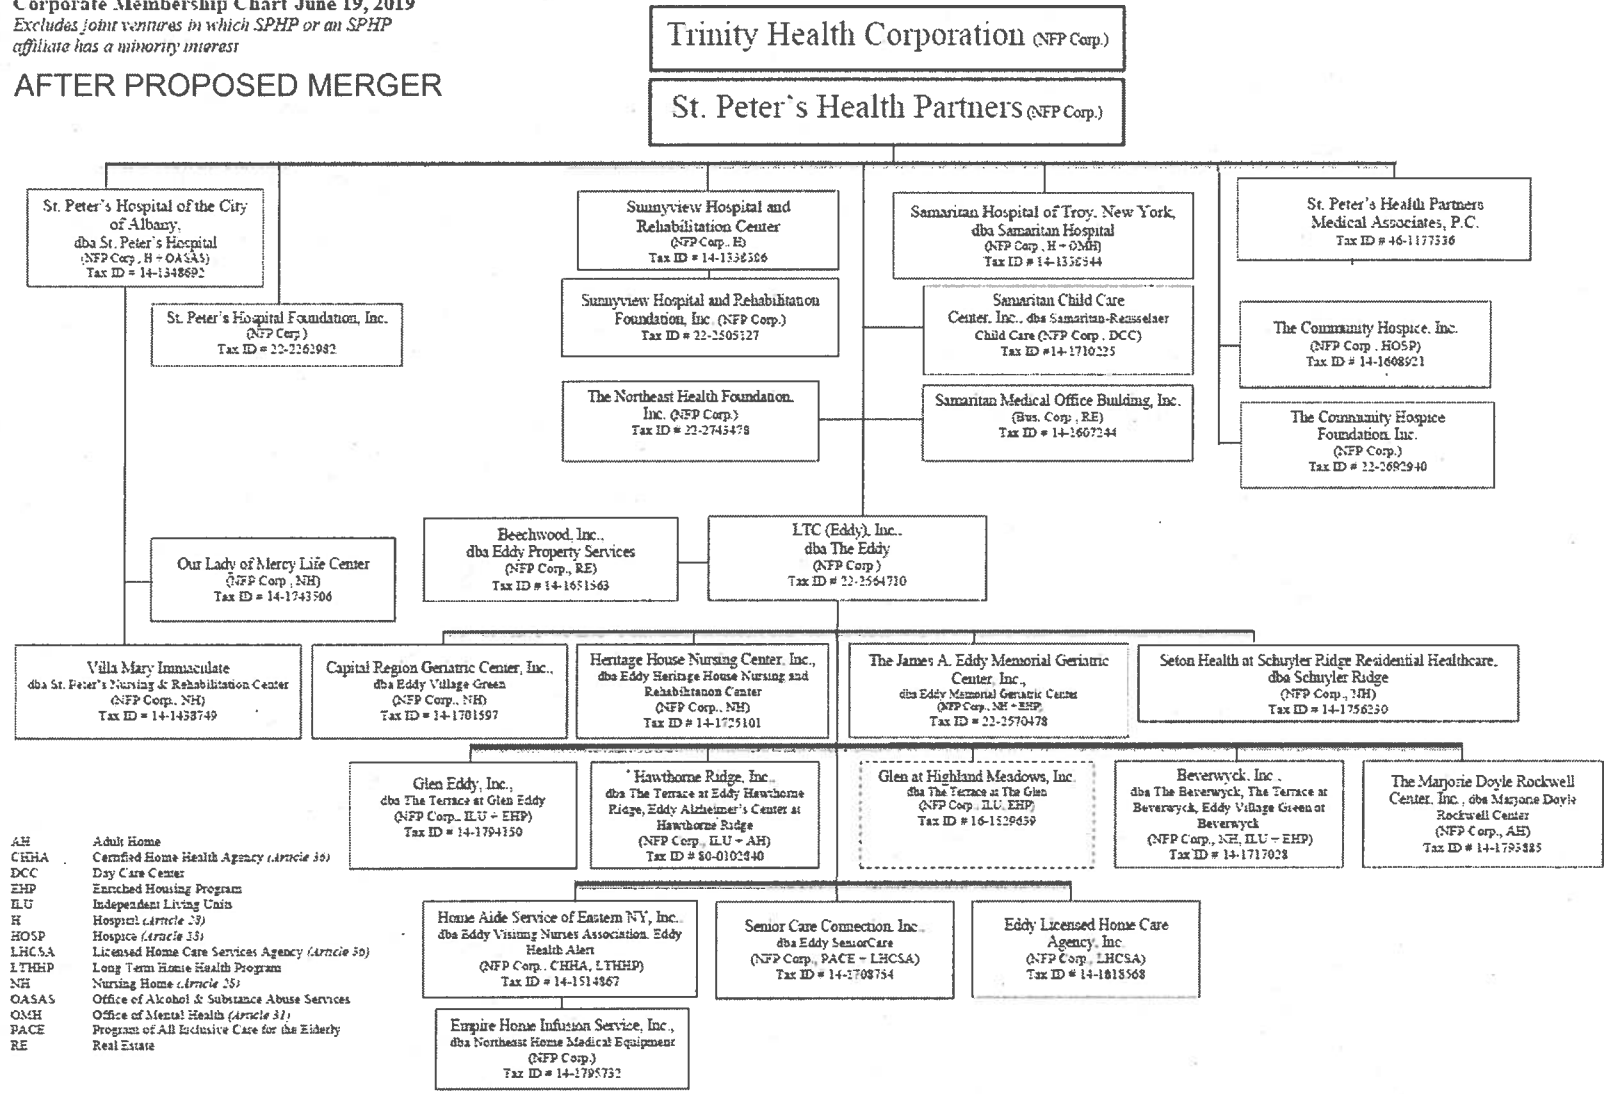 Corporate Membership Chart June 19, 2019
Excludes joint ventures in which SPHP or an SPHP
affiliate has a minority interest
AFTER PROPOSED MERGER
Trinity Health Corporation (NFP Corp.)
St. Peter`s Health Partners (NFP Corp.)
St. Peter`s Hospital of the City
of Albany,
dba St. Peter`s Hospital
(NFP Corp, H + OASAS)
Tax ID = 14-1348692
St. Peter`s Hospital Foundation, Inc.
(NFP Corp)
Tax ID = 22-2262982
Sunnyview Hospital and
Rehabilitation Center
(NFP Corp., H)
Tax ID # 14-1338386
Sunnyview Hospital and Rehabilitation
Foundation, Inc. (NFP Corp.)
Tax ID = 22-2505127
The Northeast Health Foundation,
Inc. (NFP Corp.)
Tax ID = 22-2743478
Samaritan Hospital of Troy, New York,
dba Samaritan Hospital
(NFP Corp, H + OMH)
Tax ID # 14-1338544
Samaritan Child Care
Center, Inc., dba Samaritan-Rensselaer
Child Care (NFP Corp, DCC)
Tax ID #14-1710225
Samaritan Medical Office Building, Inc.
(Bus. Corp, RE)
Tax ID = 14-1607244
St. Peter's Health Partners
Medical Associates, P.C.
Tax ID # 46-1177336
The Community Hospice, Inc.
(NFP Corp, HOSP)
Tax ID # 14-1608921
The Community Hospice
Foundation, Inc.
(NFP Corp.)
Tax ID # 22-2692940
Beechwood, Inc.,
dba Eddy Property Services
(NFP Corp., RE)
Tax ID # 14-1651563
LTC (Eddy), Inc.,
dba The Eddy
(NFP Corp)
Tax ID # 22-2564710
Our Lady of Mercy Life Center
(NFP Corp, NH)
Tax ID = 14-1743506
Villa Mary Immaculate
dba St. Peter's Nursing & Rehabilitation Center
(NFP Corp., NH)
Tax ID = 14-1438749
Capital Region Geriatric Center, Inc.,
dba Eddy Village Green
(NFP Corp., NH)
Tax ID = 14-1701597
Heritage House Nursing Center, Inc.,
dba Eddy Heritage House Nursing and
Rehabilitation Center
(NFP Corp., NH)
Tax ID # 14-1725101
The James A. Eddy Memorial Geriatric
Center, Inc.,
dba Eddy Memorial Geriatric Center
(NFP Corp., NH + EHP)
Tax ID = 22-2570478
Seton Health at Schuyler Ridge Residential Healthcare,
dba Schuyler Ridge
(NFP Corp., NH)
Tax ID # 14-1756230
Glen Eddy, Inc.,
dba The Terrace at Glen Eddy
(NFP Corp., ILU + EHP)
Tax ID # 14-1794150
Hawthorne Ridge, Inc.
dba The Terrace at Eddy Hawthorne
Ridge, Eddy Alzheimer's Center at
Hawthorne Ridge
(NFP Corp., ILU + AH)
Tax ID # 80-0102840
Glen at Highland Meadows, Inc.
dba The Terrace at The Glen
(NFP Corp, ILU, EHP)
Tax ID # 16-1529639
Beverwyck, Inc.,
dba The Beverwyck, The Terrace at
Beverwyck, Eddy Village Green at
Beverwyck
(NFP Corp., NH, ILU + EHP)
Tax ID # 14-1717028
The Marjorie Doyle Rockwell
Center, Inc., dba Marjorie Doyle
Rockwell Center
(NFP Corp., AH)
Tax ID # 14-1793885
Home Aide Service of Eastern NY, Inc.
dba Eddy Visiting Nurses Association, Eddy
Health Alert
(NFP Corp., CHHA, LTHHP)
Tax ID # 14-1514867
Senior Care Connection, Inc.
dba Eddy SeniorCare
(NFP Corp., PACE + LHCSA)
Tax ID # 14-1708754
Eddy Licensed Home Care
Agency, Inc.
(NFP Corp, LHCSA)
Tax ID # 14-1818568
Empire Home Infusion Service, Inc.,
dba Northeast Home Medical Equipment
(NFP Corp.)
Tax ID # 14-1795732
AH Adult Home
CHHA Certified Home Health Agency (Article 36)
DCC Day Care Center
EHP Enriched Housing Program
ILU Independent Living Units
H Hospital (Article 28)
HOSP Hospice (Article 38)
LHCSA Licensed Home Care Services Agency (Article 36)
LTHHP Long Term Home Health Program
NH Nursing Home (Article 28)
OASAS Office of Alcohol & Substance Abuse Services
OMH Office of Mental Health (Article 31)
PACE Program of All Inclusive Care for the Elderly
RE Real Estate